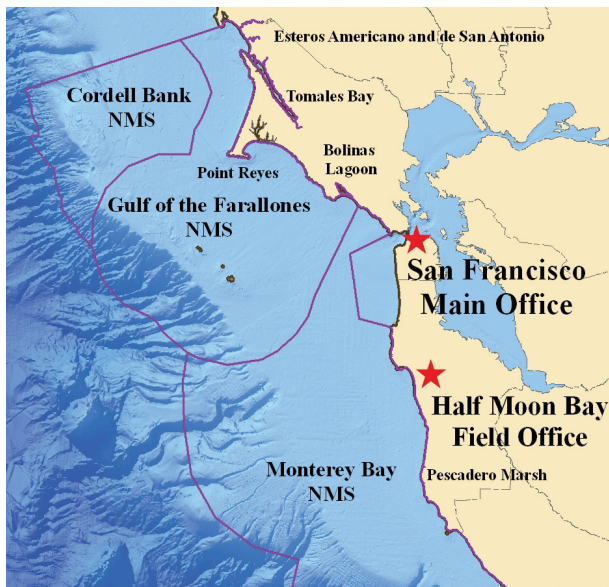 Esteros Americano and de San Antonio
Cordell Bank
NMS
Tomales Bay
Bolinas
Lagoon
Point Reyes
Gulf of the Farallones
NMS
San Francisco
Main Office
Half Moon Bay
Field Office
Monterey Bay
NMS
Pescadero Marsh